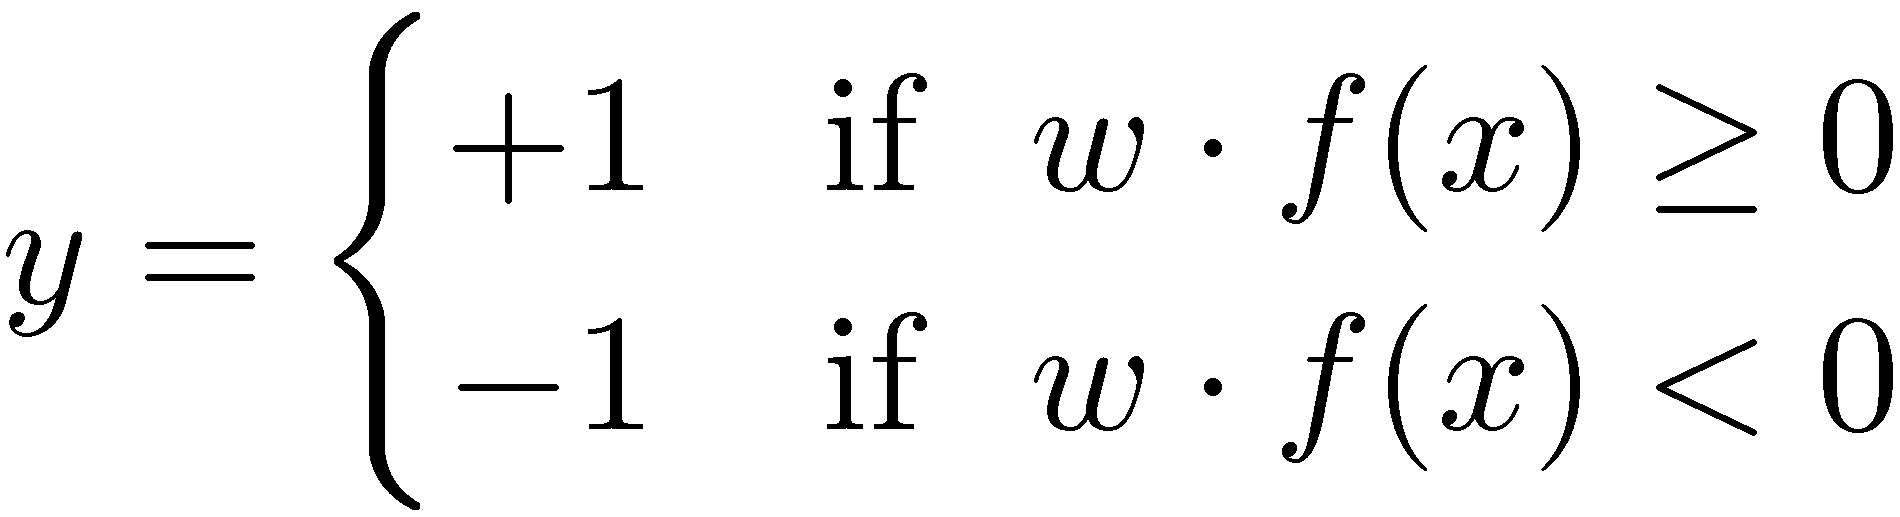 y = { +1 if w · f(x) ≥ 0
−1 if w · f(x) < 0